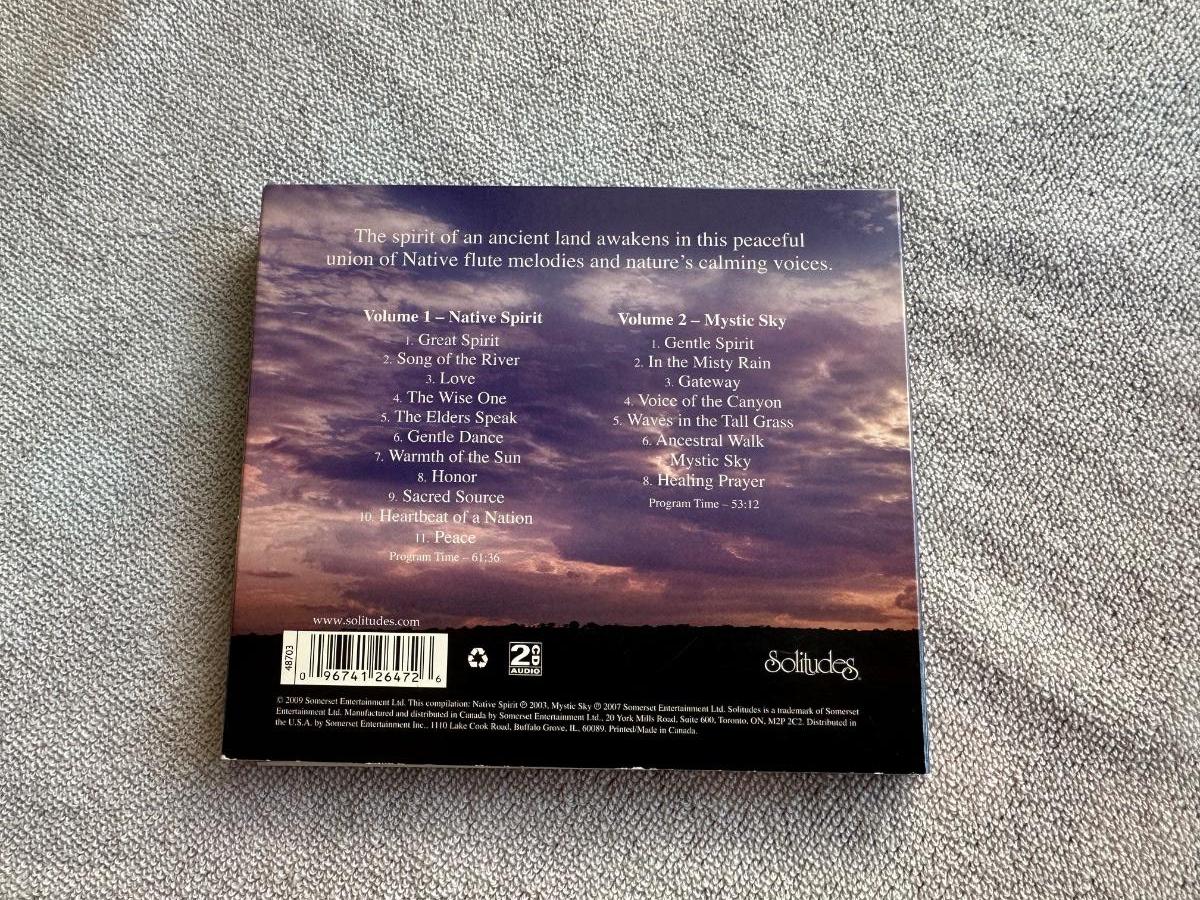 The spirit of an ancient land awakens in this peaceful
union of Native flute melodies and nature's calming voices.
Volume 1 – Native Spirit
1. Great Spirit
2. Song of the River
3. Love
4. The Wise One
5. The Elders Speak
6. Gentle Dance
7. Warmth of the Sun
8. Honor
9. Sacred Source
10. Heartbeat of a Nation
11. Peace
Program Time – 61:36
Volume 2 – Mystic Sky
1. Gentle Spirit
2. In the Misty Rain
3. Gateway
4. Voice of the Canyon
5. Waves in the Tall Grass
6. Ancestral Walk
7. Mystic Sky
8. Healing Prayer
Program Time – 53:12
www.solitudes.com
48703
0 96741 26472 6
2 CD
AUDIO
Solitudes
© 2009 Somerset Entertainment Ltd. This compilation: Native Spirit ℗ 2003, Mystic Sky ℗ 2007 Somerset Entertainment Ltd. Solitudes is a trademark of Somerset
Entertainment Ltd. Manufactured and distributed in Canada by Somerset Entertainment Ltd., 20 York Mills Road, Suite 600, Toronto, ON, M2P 2C2. Distributed in
the U.S.A. by Somerset Entertainment Inc., 1110 Lake Cook Road, Buffalo Grove, IL, 60089. Printed/Made in Canada.